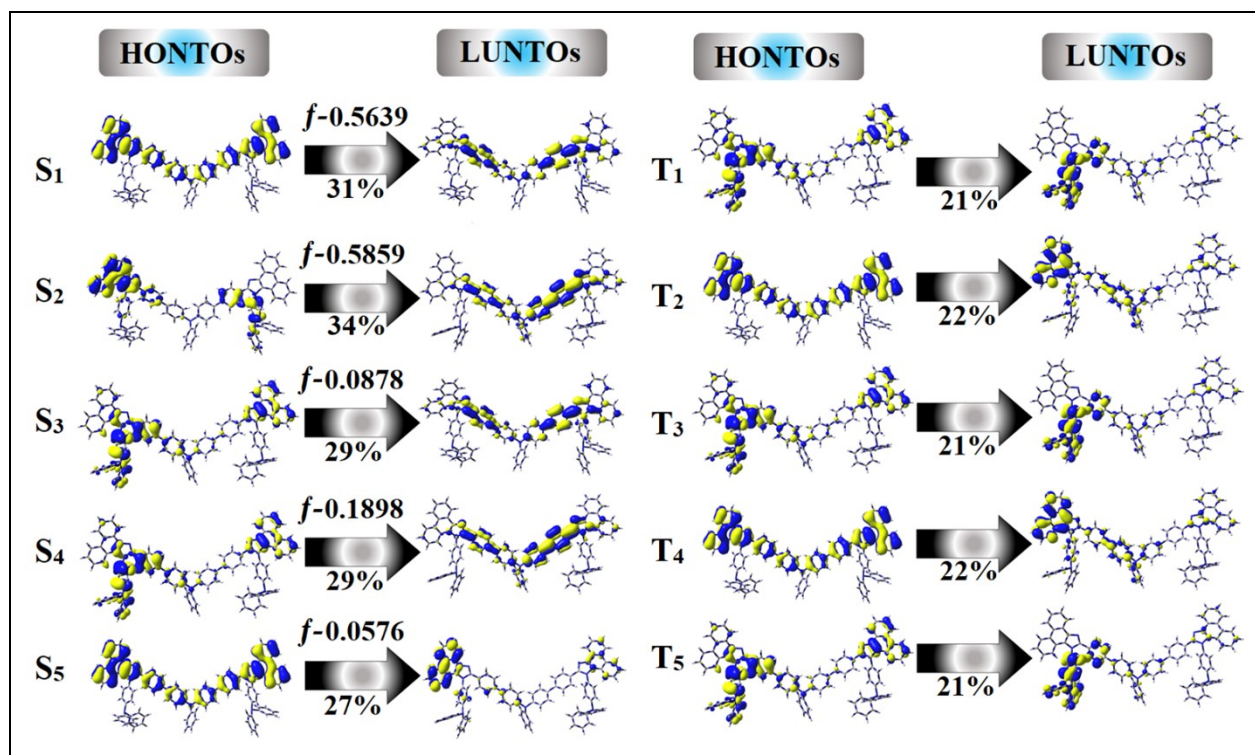 HONTOs LUNTOs HONTOs LUNTOs
S1 f-0.5639 31% T1 21%
S2 f-0.5859 34% T2 22%
S3 f-0.0878 29% T3 21%
S4 f-0.1898 29% T4 22%
S5 f-0.0576 27% T5 21%